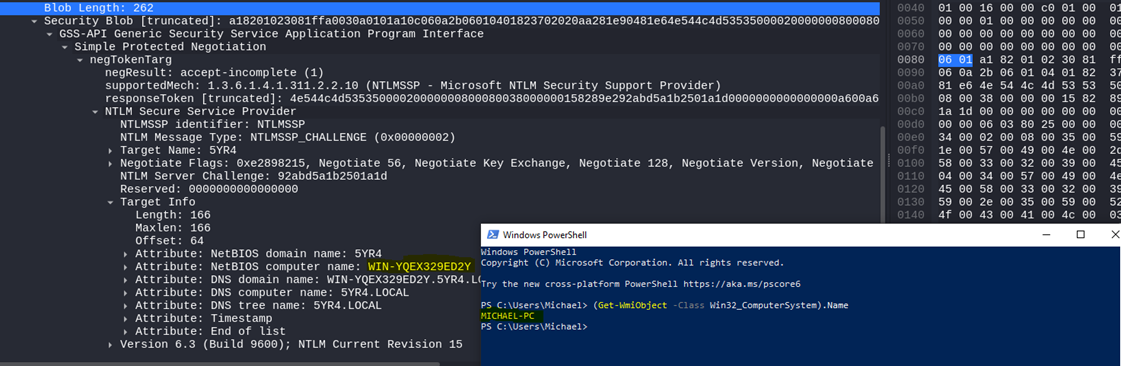 Blob Length: 262
Security Blob [truncated]: a18201023081ffa0030a0101a10c060a2b06010401823702020aa281e90481e64e544c4d53535000020000000800080
GSS-API Generic Security Service Application Program Interface
Simple Protected Negotiation
negTokenTarg
negResult: accept-incomplete (1)
supportedMech: 1.3.6.1.4.1.311.2.2.10 (NTLMSSP - Microsoft NTLM Security Support Provider)
responseToken [truncated]: 4e544c4d53535000020000000800080038000000158289e292abd5a1b2501a1d0000000000000000a600a6
NTLM Secure Service Provider
NTLMSSP identifier: NTLMSSP
NTLM Message Type: NTLMSSP_CHALLENGE (0x00000002)
Target Name: 5YR4
Negotiate Flags: 0xe2898215, Negotiate 56, Negotiate Key Exchange, Negotiate 128, Negotiate Version, Negotiate
NTLM Server Challenge: 92abd5a1b2501a1d
Reserved: 0000000000000000
Target Info
Length: 166
Maxlen: 166
Offset: 64
Attribute: NetBIOS domain name: 5YR4
Attribute: NetBIOS computer name: WIN-YQEX329ED2Y
Attribute: DNS domain name: WIN-YQEX329ED2Y.5YR4.LO
Attribute: DNS computer name: 5YR4.LOCAL
Attribute: DNS tree name: 5YR4.LOCAL
Attribute: Timestamp
Attribute: End of list
Version 6.3 (Build 9600); NTLM Current Revision 15
0040 01 00 16 00 00 c0 01 00 01
0050 00 00 01 00 00 00 00 00 00
0060 00 00 00 00 00 00 00 00 00
0070 00 00 00 00 00 00 00 00 00
0080 06 01 a1 82 01 02 30 81 ff
0090 06 0a 2b 06 01 04 01 82 37
00a0 81 e6 4e 54 4c 4d 53 53 50
00b0 08 00 38 00 00 00 15 82 89
00c0 1a 1d 00 00 00 00 00 00 00
00d0 00 00 06 03 80 25 00 00 00
00e0 34 00 02 00 08 00 35 00 59
00f0 1e 00 57 00 49 00 4e 00 2d
0100 58 00 33 00 32 00 39 00 45
0110 04 00 34 00 57 00 49 00 4e
0120 45 00 58 00 33 00 32 00 39
0130 59 00 2e 00 35 00 59 00 52
0140 4f 00 43 00 41 00 4c 00 03
Windows PowerShell
Windows PowerShell
Copyright (C) Microsoft Corporation. All rights reserved.
Try the new cross-platform PowerShell https://aka.ms/pscore6
PS C:\Users\Michael> (Get-WmiObject -Class Win32_ComputerSystem).Name
MICHAEL-PC
PS C:\Users\Michael>